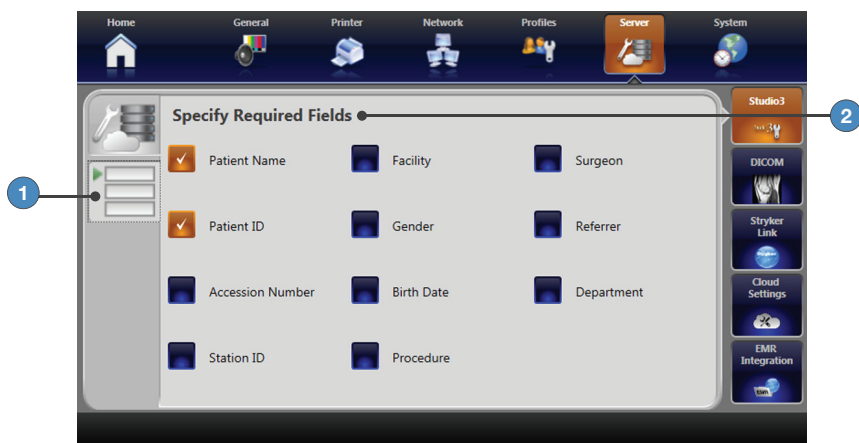 Home General Printer Network Profiles Server System
Specify Required Fields
2
Studio3
Patient Name Facility Surgeon
DICOM
1
Patient ID Gender Referrer
Stryker
Link
Accession Number Birth Date Department
Cloud
Settings
Station ID Procedure
EMR
Integration